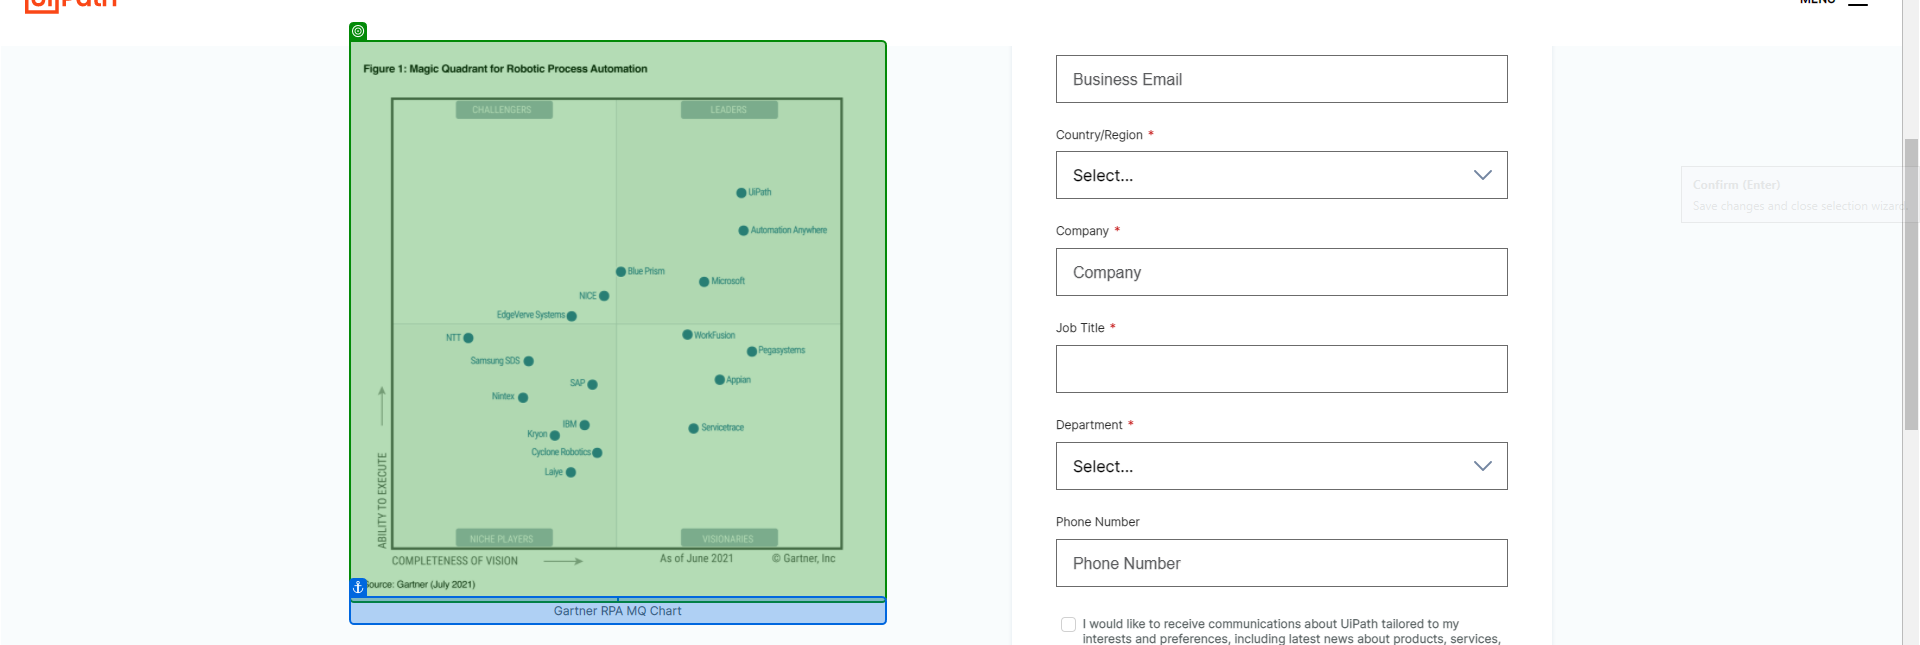 UiPath
MENU
Figure 1: Magic Quadrant for Robotic Process Automation
CHALLENGERS
LEADERS
UiPath
Automation Anywhere
Blue Prism
Microsoft
NICE
EdgeVerve Systems
NTT
WorkFusion
Samsung SDS
Pegasystems
SAP
Appian
Nintex
IBM
Servicetrace
Kryon
Cyclone Robotics
Laiye
ABILITY TO EXECUTE
NICHE PLAYERS
VISIONARIES
COMPLETENESS OF VISION
As of June 2021
© Gartner, Inc
Source: Gartner (July 2021)
Gartner RPA MQ Chart
Business Email
Country/Region *
Select...
Company *
Company
Job Title *
Department *
Select...
Phone Number
Phone Number
I would like to receive communications about UiPath tailored to my
interests and preferences, including latest news about products, services,
Confirm (Enter)
Save changes and close selection wizard